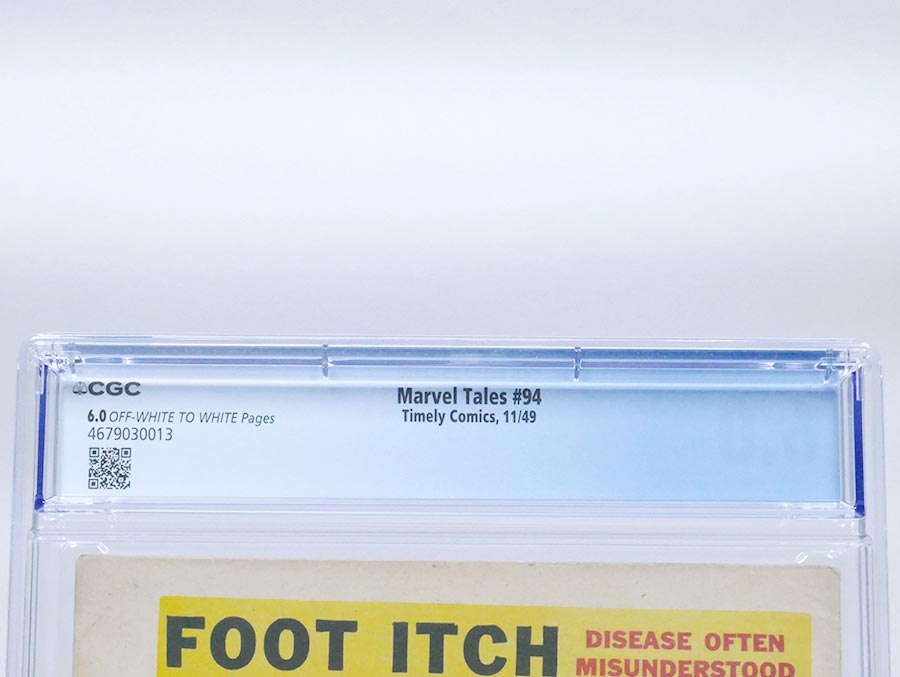 CGC
Marvel Tales #94
6.0 OFF-WHITE TO WHITE Pages
Timely Comics, 11/49
4679030013
FOOT ITCH
DISEASE OFTEN
MISUNDERSTOOD